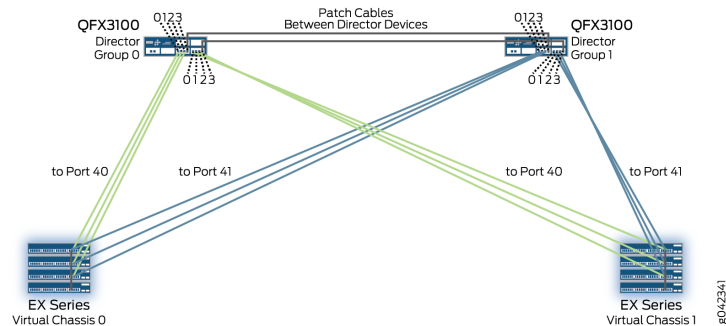 Patch Cables
Between Director Devices
QFX3100
Director
Group 0
0123
0123
0123
0123
QFX3100
Director
Group 1
to Port 40
to Port 41
to Port 40
to Port 41
EX Series
Virtual Chassis 0
EX Series
Virtual Chassis 1
g042341